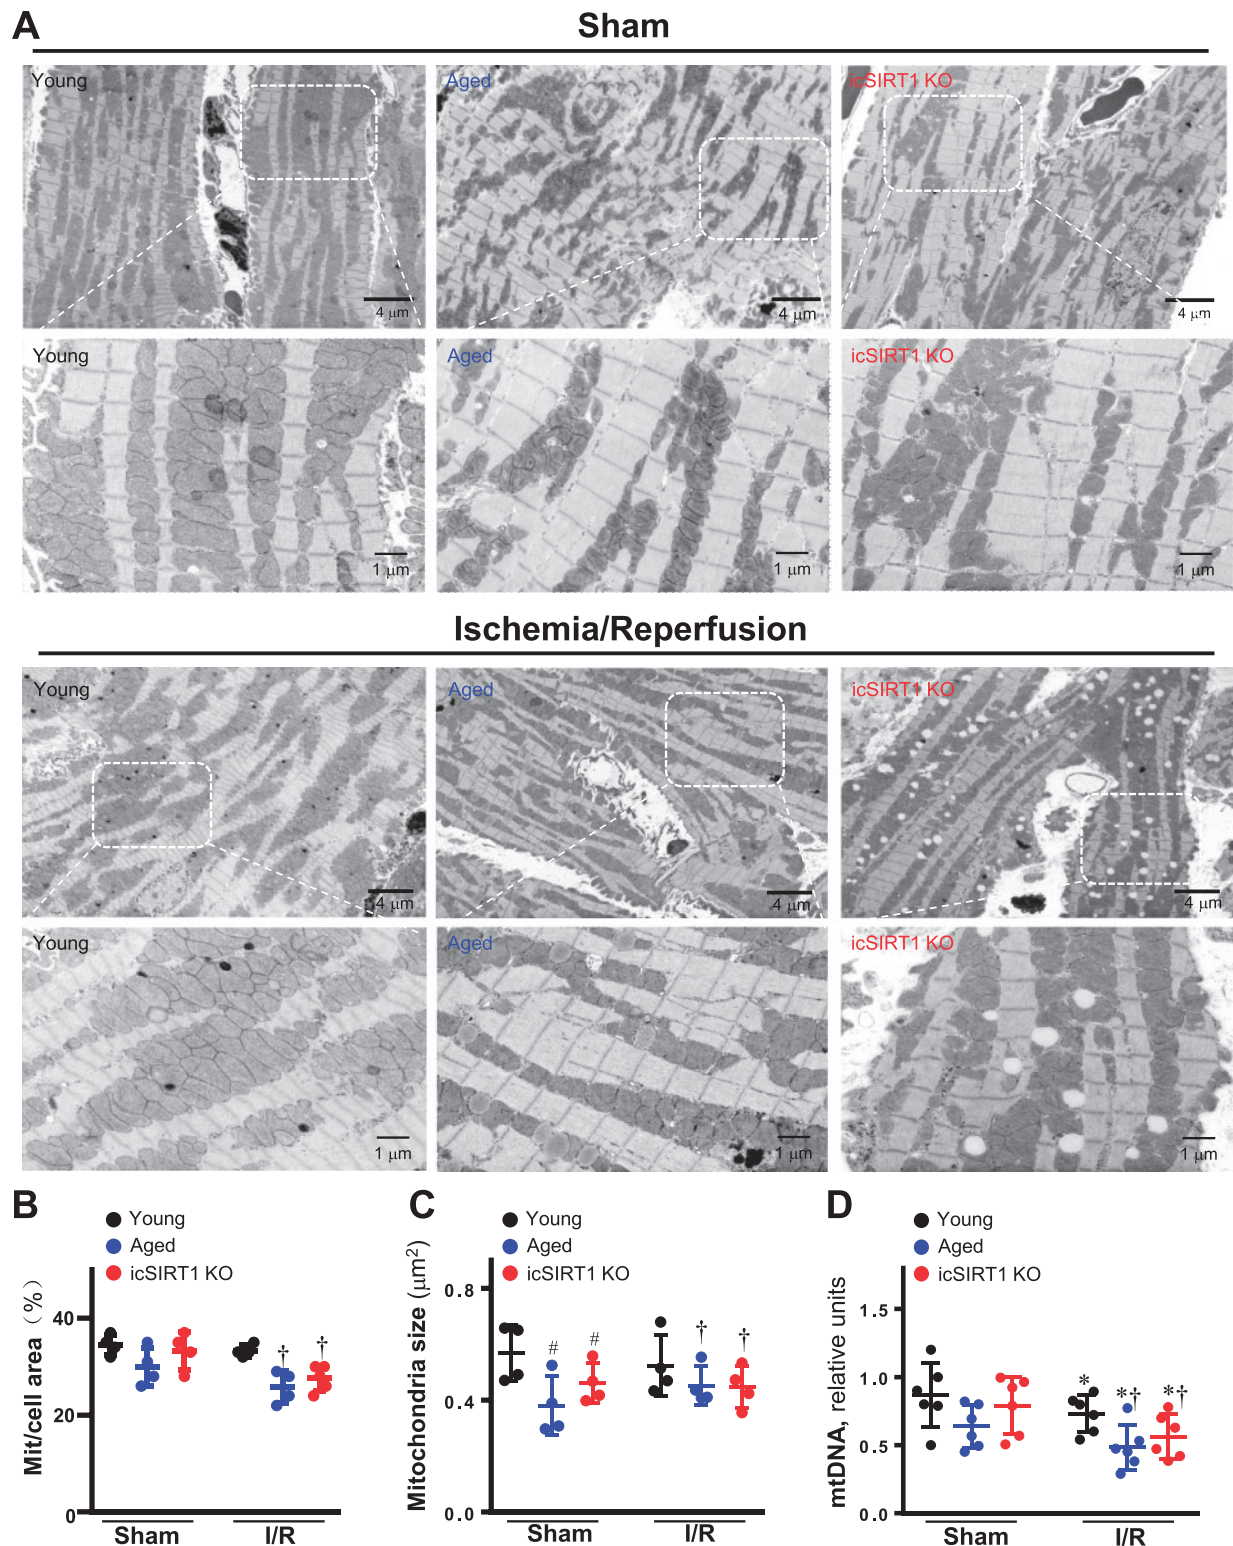 A
Sham
Young
Aged
icSIRT1 KO
4 μm
4 μm
4 μm
Young
Aged
icSIRT1 KO
1 μm
1 μm
1 μm
Ischemia/Reperfusion
Young
Aged
icSIRT1 KO
4 μm
4 μm
4 μm
Young
Aged
icSIRT1 KO
1 μm
1 μm
1 μm
B
Young
Aged
icSIRT1 KO
Mit/cell area (%)
40
20
0
†
†
Sham
I/R
C
Young
Aged
icSIRT1 KO
Mitochondria size (μm²)
0.8
0.4
0.0
#
#
†
†
Sham
I/R
D
Young
Aged
icSIRT1 KO
mtDNA, relative units
1.5
1.0
0.5
0.0
*
*†
*†
Sham
I/R